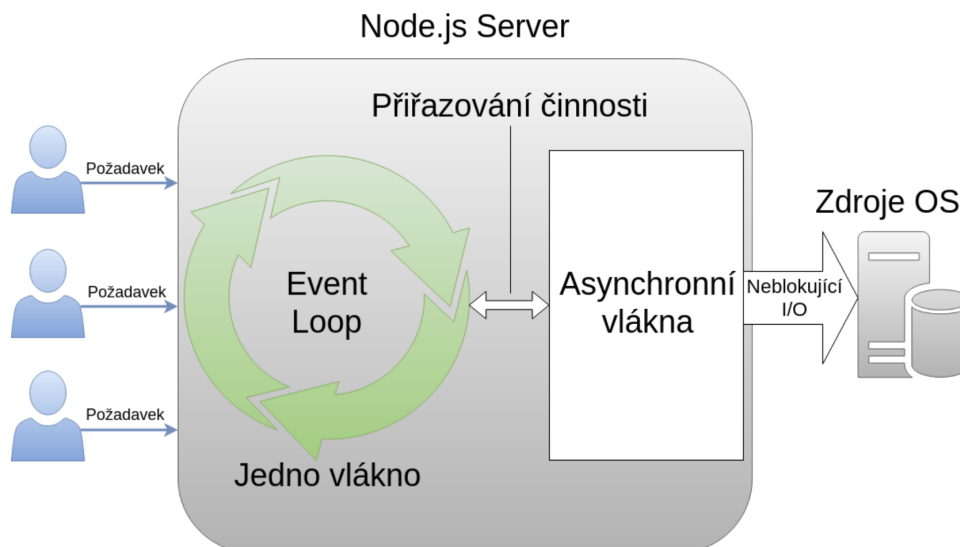 Node.js Server
Přiřazování činnosti
Požadavek
Požadavek
Požadavek
Event
Loop
Jedno vlákno
Asynchronní
vlákna
Neblokující
I/O
Zdroje OS